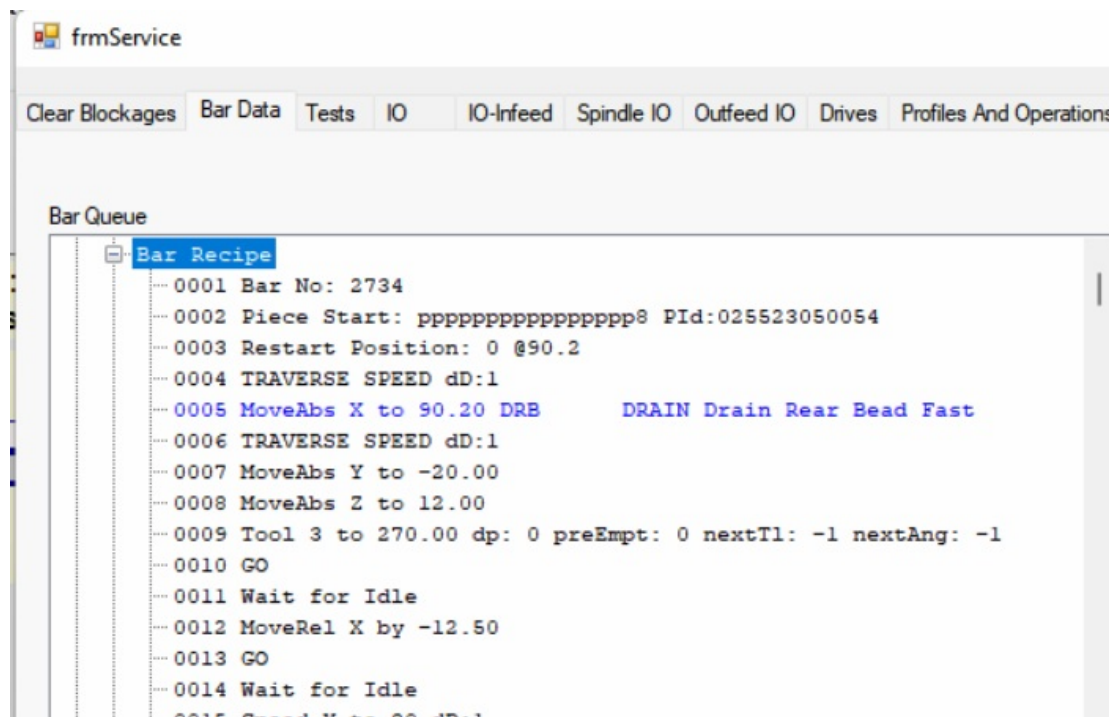 frmService
Clear Blockages Bar Data Tests IO IO-Infeed Spindle IO Outfeed IO Drives Profiles And Operations
Bar Queue
Bar Recipe
0001 Bar No: 2734
0002 Piece Start: pppppppppppppppp8 PId:025523050054
0003 Restart Position: 0 @90.2
0004 TRAVERSE SPEED dD:1
0005 MoveAbs X to 90.20 DRB DRAIN Drain Rear Bead Fast
0006 TRAVERSE SPEED dD:1
0007 MoveAbs Y to -20.00
0008 MoveAbs Z to 12.00
0009 Tool 3 to 270.00 dp: 0 preEmpt: 0 nextTl: -1 nextAng: -1
0010 GO
0011 Wait for Idle
0012 MoveRel X by -12.50
0013 GO
0014 Wait for Idle